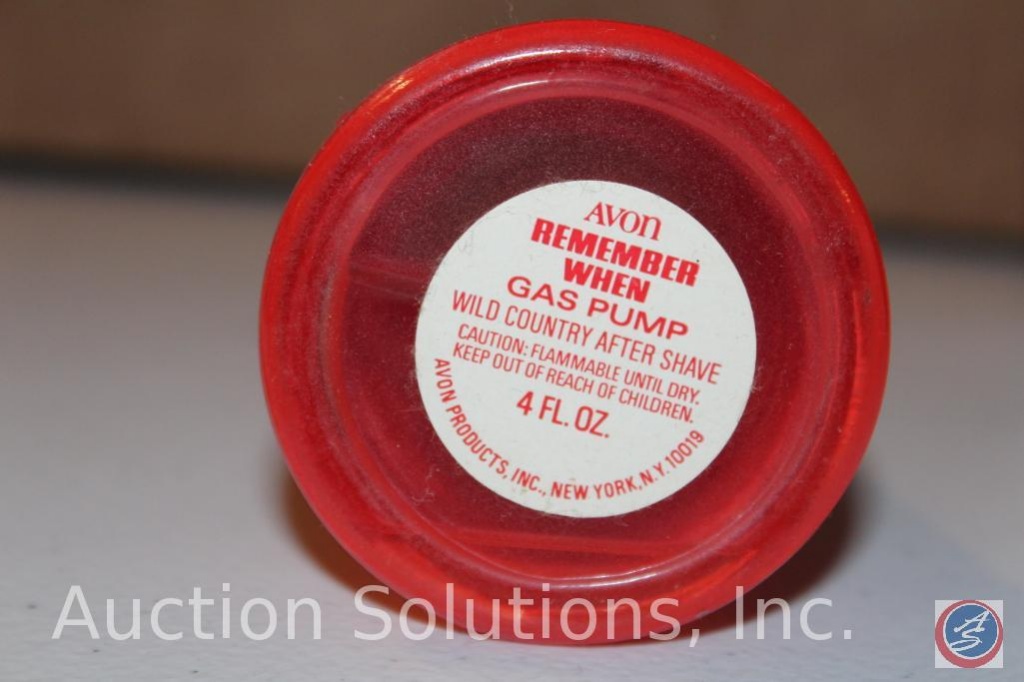 AVON
REMEMBER
WHEN
GAS PUMP
WILD COUNTRY AFTER SHAVE
CAUTION: FLAMMABLE UNTIL DRY.
KEEP OUT OF REACH OF CHILDREN.
4 FL. OZ.
AVON PRODUCTS, INC., NEW YORK, N.Y. 10019
Auction Solutions, Inc.
AS